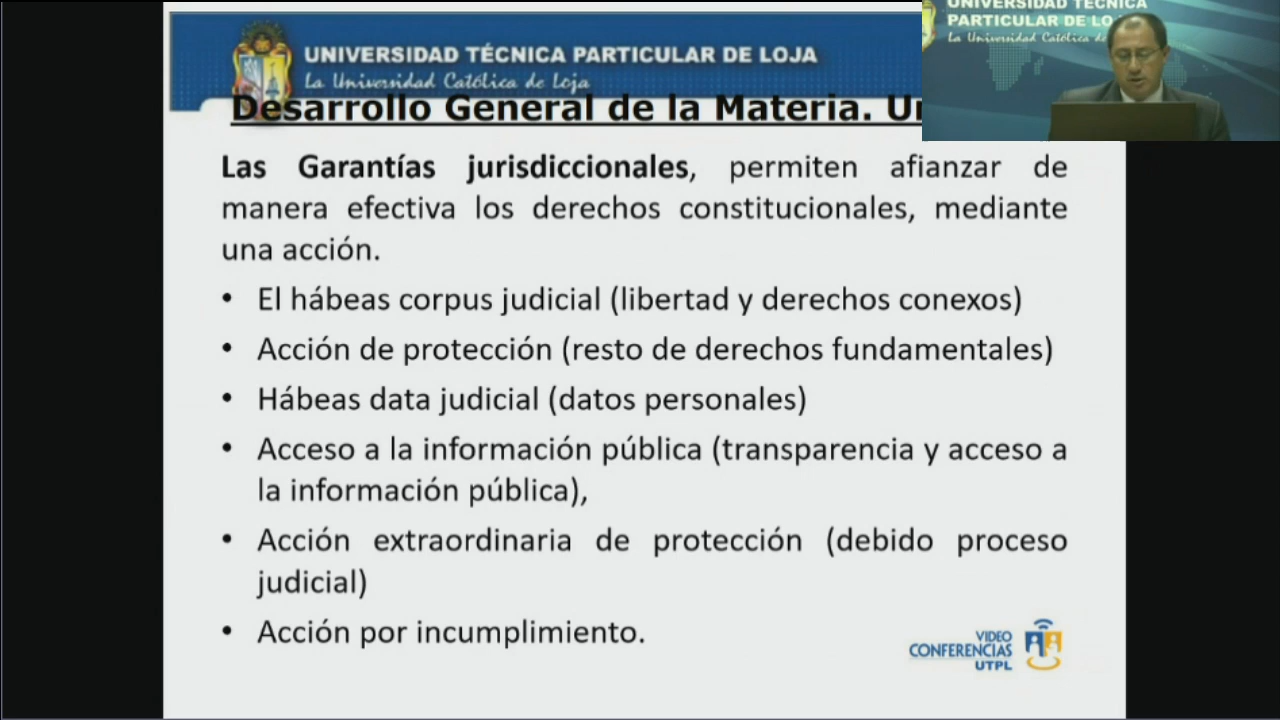 UNIVERSIDAD TÉCNICA PARTICULAR DE LOJA
La Universidad Católica de Loja
UNIVERSIDAD TÉCNICA
PARTICULAR DE LO
La Universidad Católica de
Desarrollo General de la Materia.
Las Garantías jurisdiccionales, permiten afianzar de
manera efectiva los derechos constitucionales, mediante
una acción.
• El hábeas corpus judicial (libertad y derechos conexos)
• Acción de protección (resto de derechos fundamentales)
• Hábeas data judicial (datos personales)
• Acceso a la información pública (transparencia y acceso a
la información pública),
• Acción extraordinaria de protección (debido proceso
judicial)
• Acción por incumplimiento.
VIDEO
CONFERENCIAS
UTPL